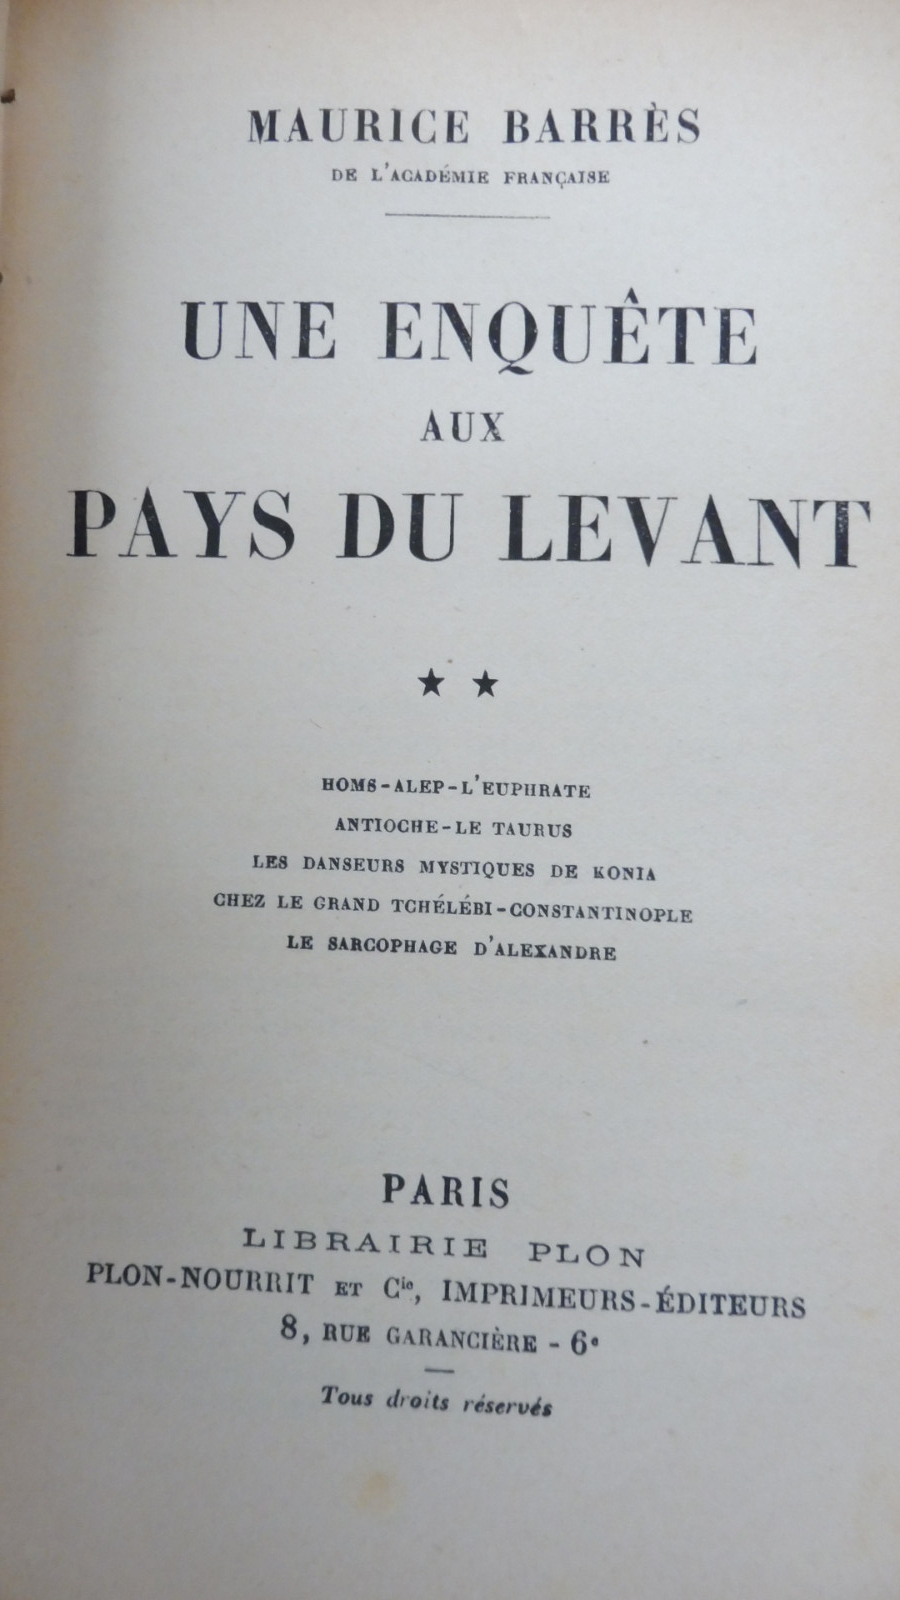 MAURICE BARRÈS
DE L'ACADÉMIE FRANÇAISE
UNE ENQUÊTE
AUX
PAYS DU LEVANT
★ ★
HOMS-ALEP-L'EUPHRATE
ANTIOCHE-LE TAURUS
LES DANSEURS MYSTIQUES DE KONIA
CHEZ LE GRAND TCHÉLÉBI-CONSTANTINOPLE
LE SARCOPHAGE D'ALEXANDRE
PARIS
LIBRAIRIE PLON
PLON-NOURRIT ET Cie, IMPRIMEURS-ÉDITEURS
8, RUE GARANCIÈRE - 6e
Tous droits réservés